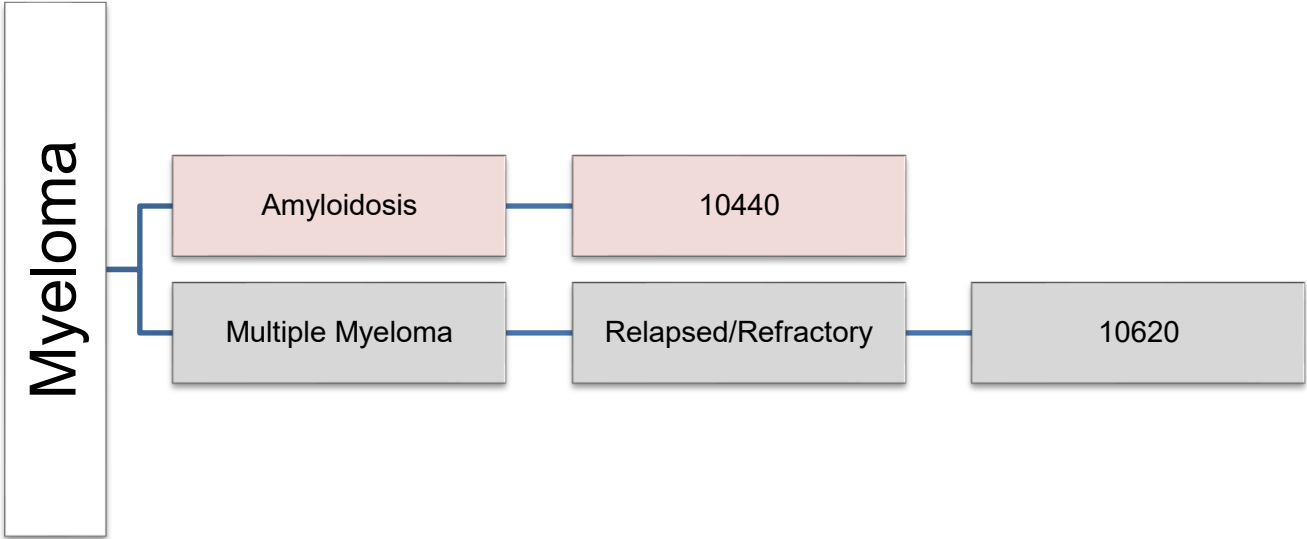 Myeloma
Amyloidosis
10440
Multiple Myeloma
Relapsed/Refractory
10620